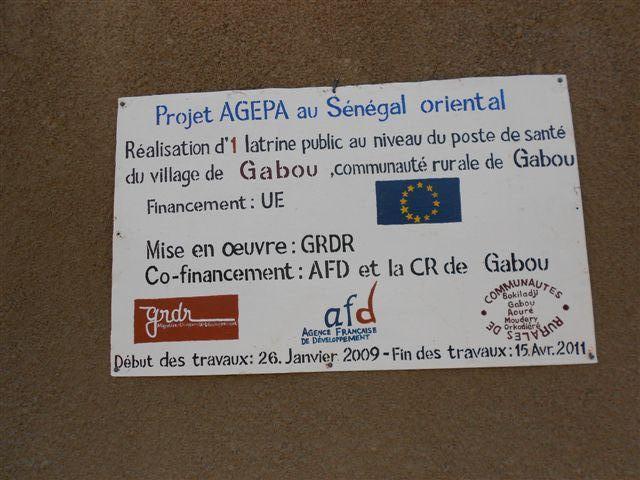 Projet AGEPA au Sénégal oriental
Réalisation d'1 latrine public au niveau du poste de santé
du village de Gabou ,communauté rurale de Gabou
Financement : UE
Mise en œuvre : GRDR
Co-financement : AFD et la CR de Gabou
grdr
afd
AGENCE FRANÇAISE
DE DÉVELOPPEMENT
COMMUNAUTES
Bokiladji
Gabou
Aouré
Moudery
Orkadiéré
RURALES DE
Début des travaux : 26. Janvier 2009 - Fin des travaux : 15. Avr. 2011